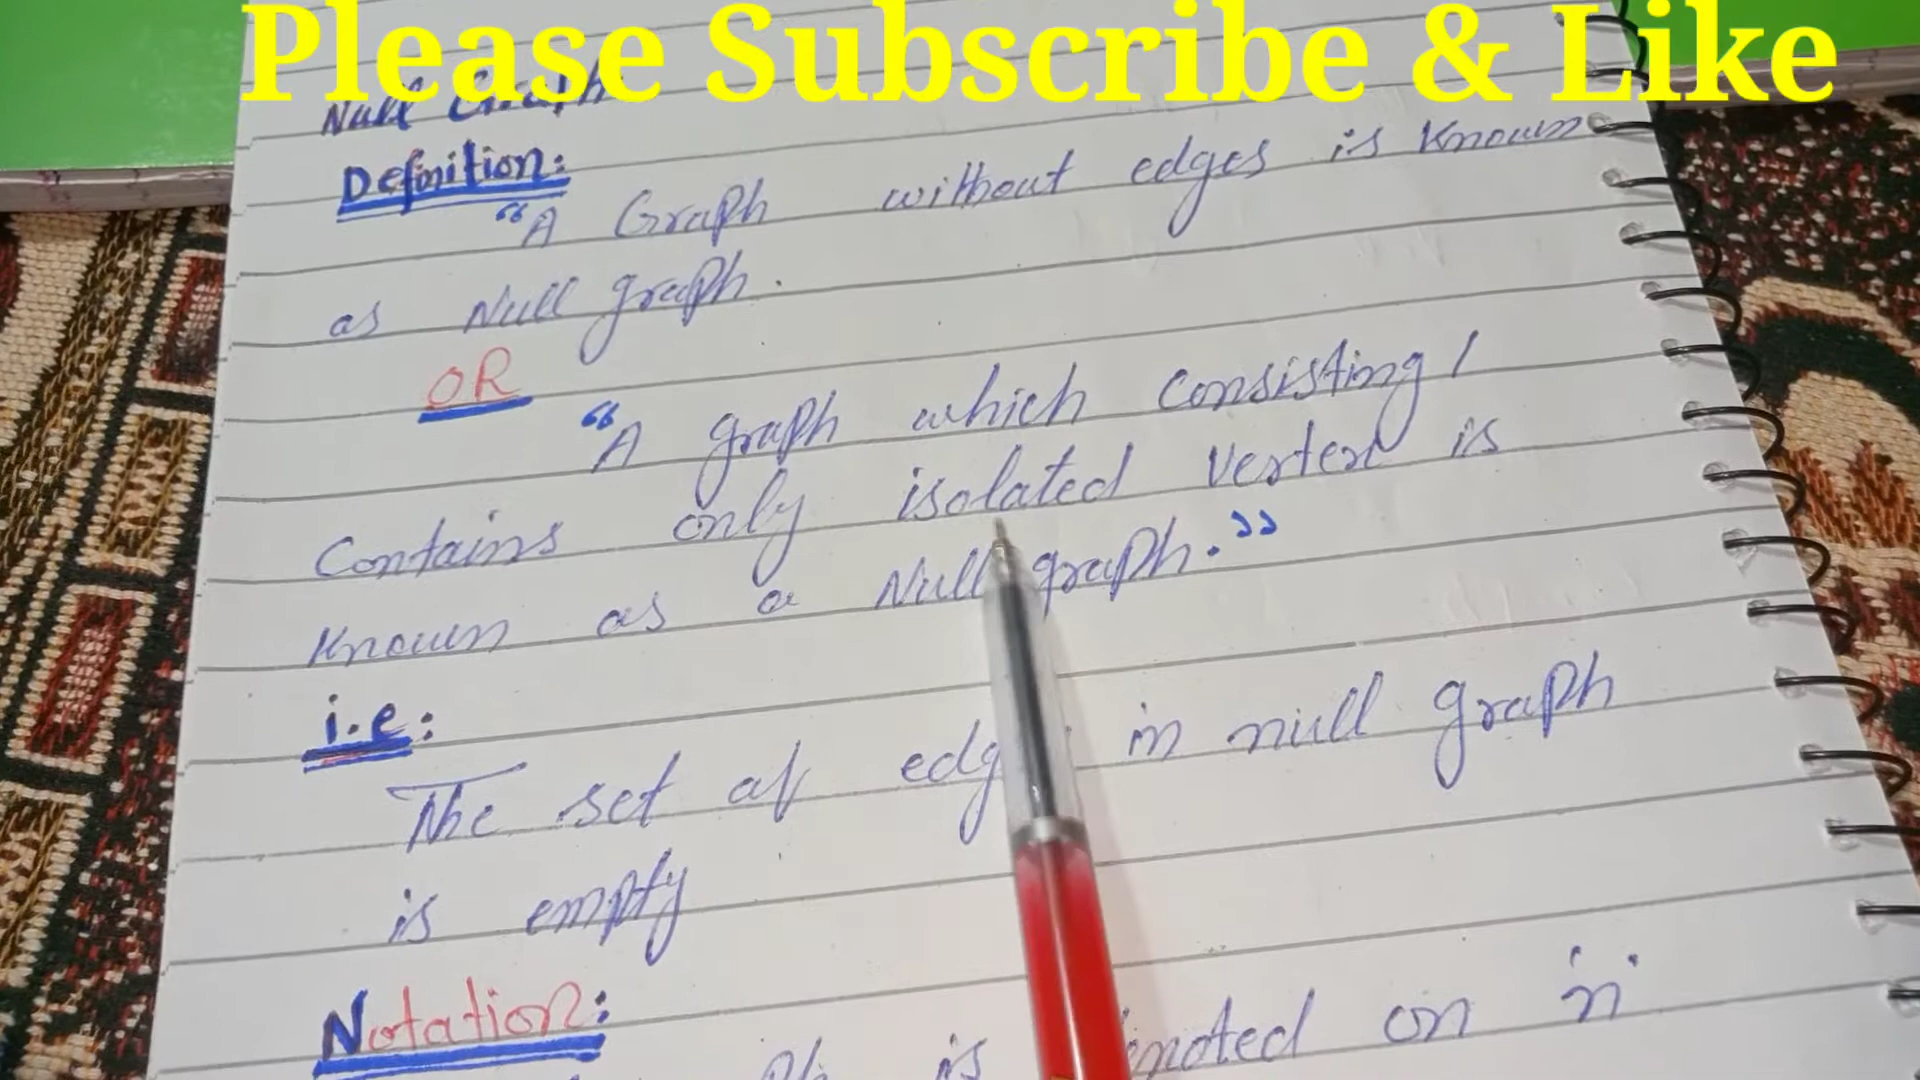 Please Subscribe & Like
Null Graph
Definition:
"A Graph without edges is Known
as Null graph.
OR
"A graph which consisting /
Contains only isolated vertex is
Known as a Null graph."
i.e:
The set of in null graph
is empty
Notation:
is on 'n'